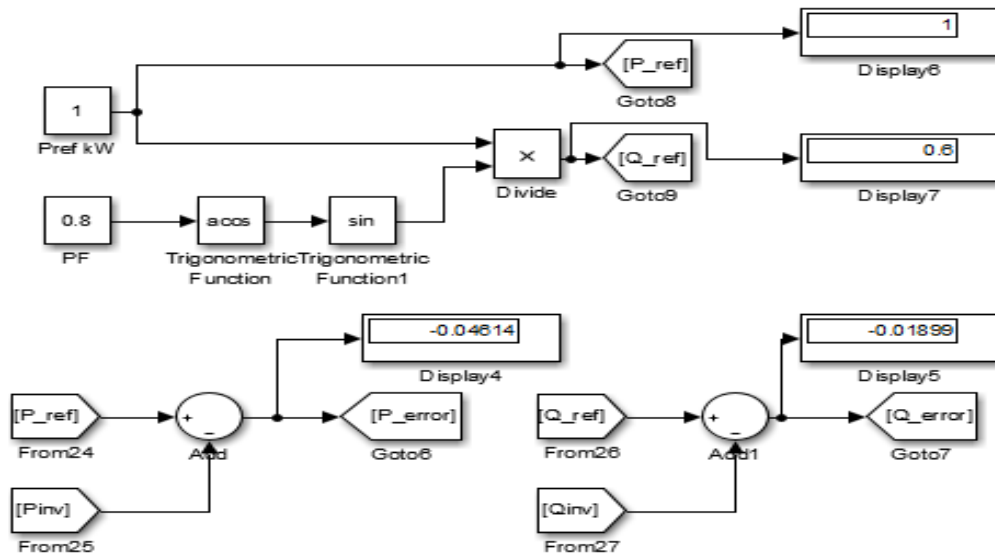 1
[P_ref]
Display6
Goto8
1
Pref kW
×
[Q_ref]
0.6
Divide
Goto9
Display7
0.8
acos
sin
PF
Trigonometric
Function
Trigonometric
Function1
-0.04614
-0.01899
Display4
Display5
[P_ref]
+
−
[P_error]
[Q_ref]
+
−
[Q_error]
From24
Add
Goto6
From26
Add1
Goto7
[Pinv]
[Qinv]
From25
From27